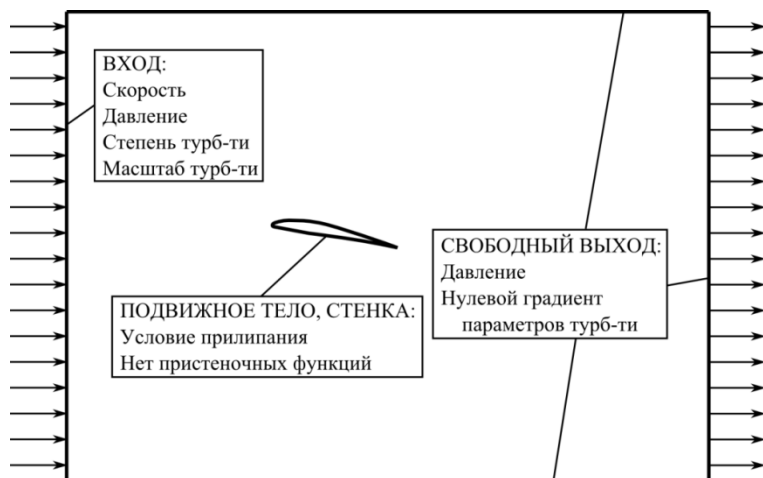 ВХОД:
Скорость
Давление
Степень турб-ти
Масштаб турб-ти
СВОБОДНЫЙ ВЫХОД:
Давление
Нулевой градиент
параметров турб-ти
ПОДВИЖНОЕ ТЕЛО, СТЕНКА:
Условие прилипания
Нет пристеночных функций